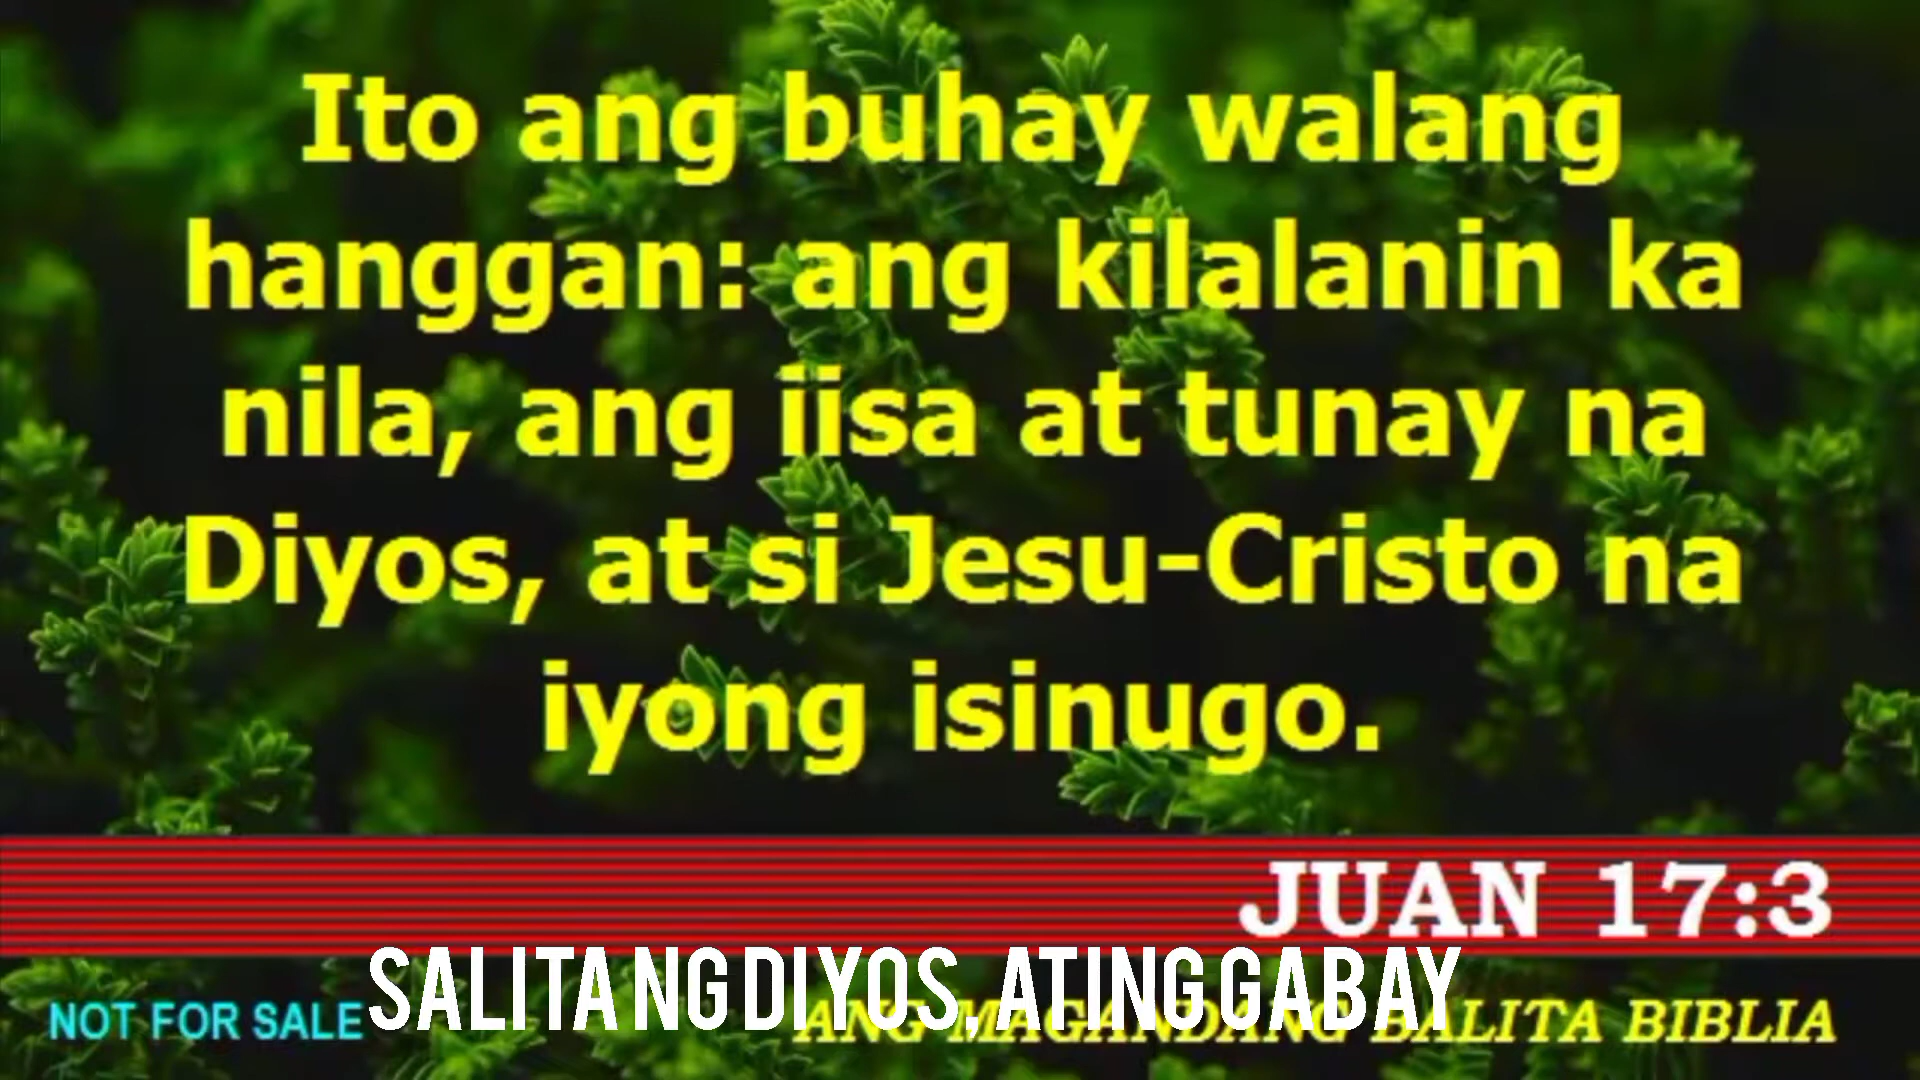 Ito ang buhay walang
hanggan: ang kilalanin ka
nila, ang iisa at tunay na
Diyos, at si Jesu-Cristo na
iyong isinugo.
JUAN 17:3
SALITA NG DIYOS, ATING GABAY
NOT FOR SALE
ANG MAGANDANG BALITA BIBLIA